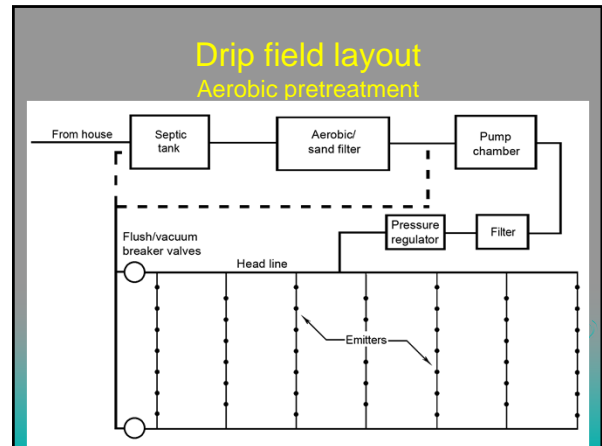 Drip field layout
Aerobic pretreatment
From house
Septic
tank
Aerobic/
sand filter
Pump
chamber
Pressure
regulator
Filter
Flush/vacuum
breaker valves
Head line
Emitters